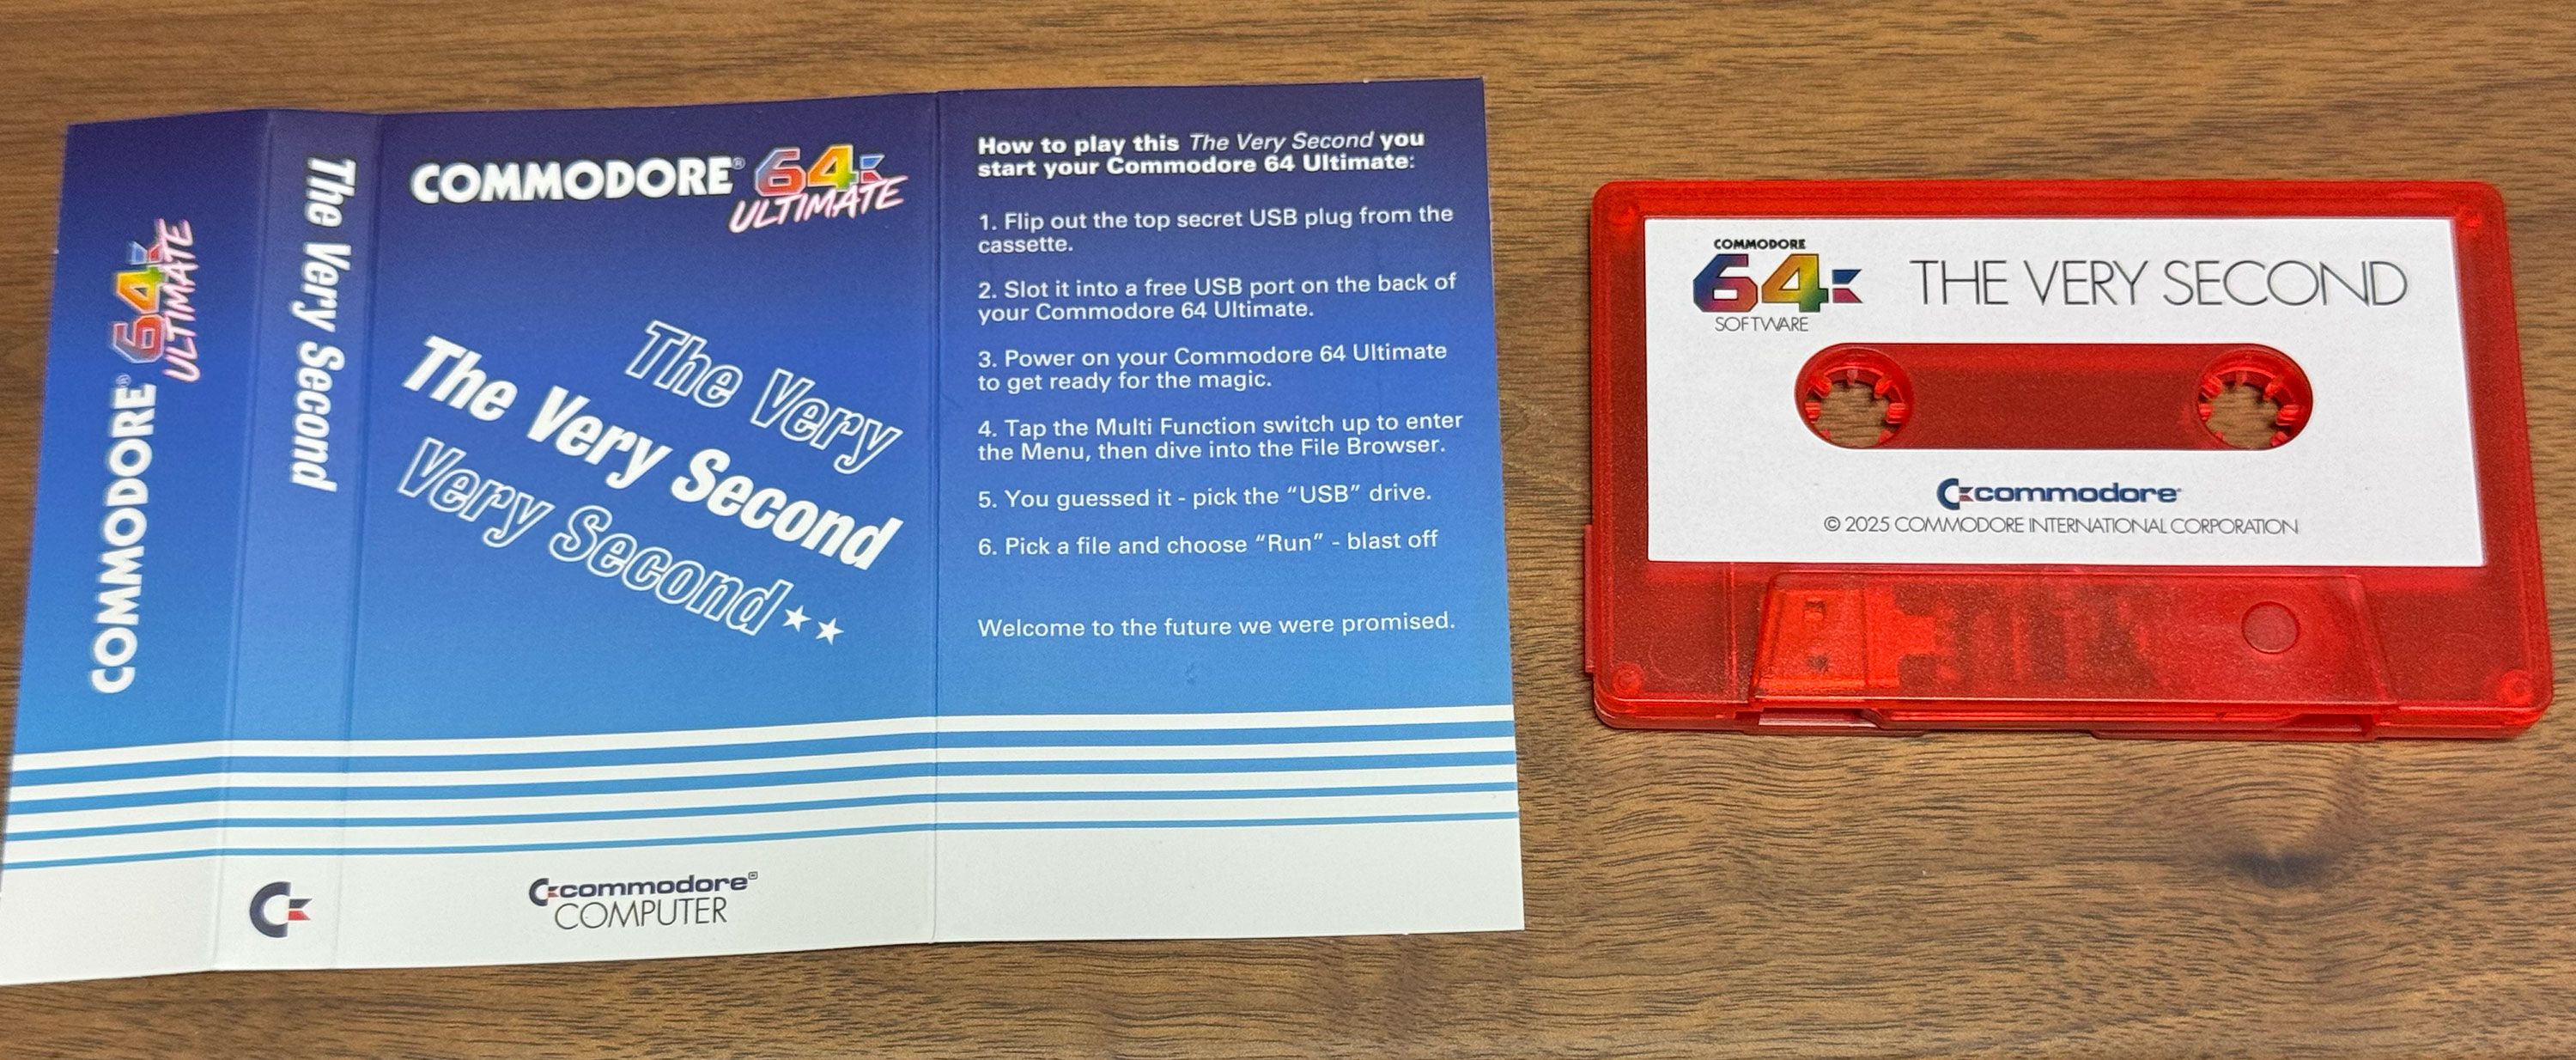 COMMODORE® 64 ULTIMATE
The Very Second
COMMODORE® 64
ULTIMATE
The Very
The Very Second
Very Second
commodore®
COMPUTER
How to play this The Very Second you
start your Commodore 64 Ultimate:
1. Flip out the top secret USB plug from the
cassette.
2. Slot it into a free USB port on the back of
your Commodore 64 Ultimate.
3. Power on your Commodore 64 Ultimate
to get ready for the magic.
4. Tap the Multi Function switch up to enter
the Menu, then dive into the File Browser.
5. You guessed it - pick the “USB” drive.
6. Pick a file and choose “Run” - blast off
Welcome to the future we were promised.
COMMODORE
64
SOFTWARE
THE VERY SECOND
commodore
© 2025 COMMODORE INTERNATIONAL CORPORATION